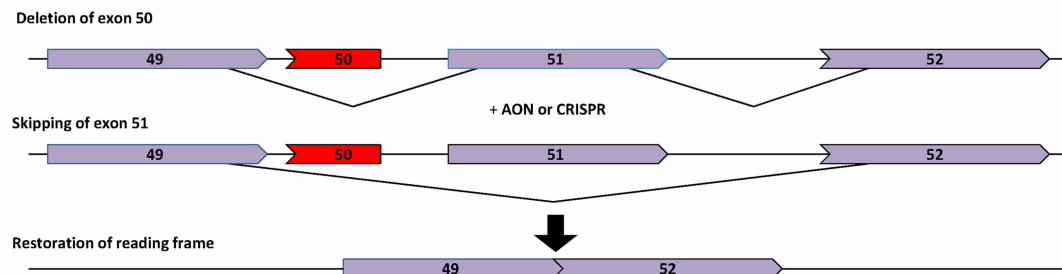 Deletion of exon 50
49 50 51 52
+ AON or CRISPR
Skipping of exon 51
49 50 51 52
Restoration of reading frame
49 52